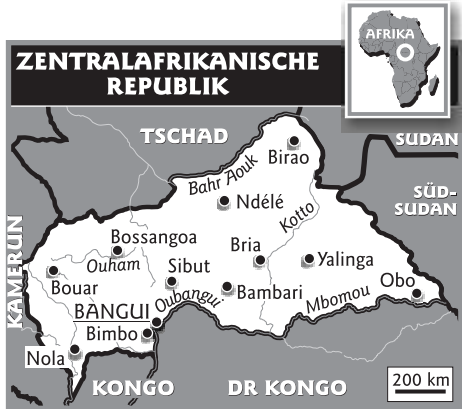 AFRIKA
ZENTRALAFRIKANISCHE
REPUBLIK
TSCHAD
SUDAN
Birao
Bahr Aouk
SÜD-
SUDAN
Ndélé
Kotto
KAMERUN
Bossangoa
Bria
Yalinga
Ouham
Sibut
Bouar
Obo
Bambari
Mbomou
Oubangui
BANGUI
Bimbo
Nola
KONGO
DR KONGO
200 km